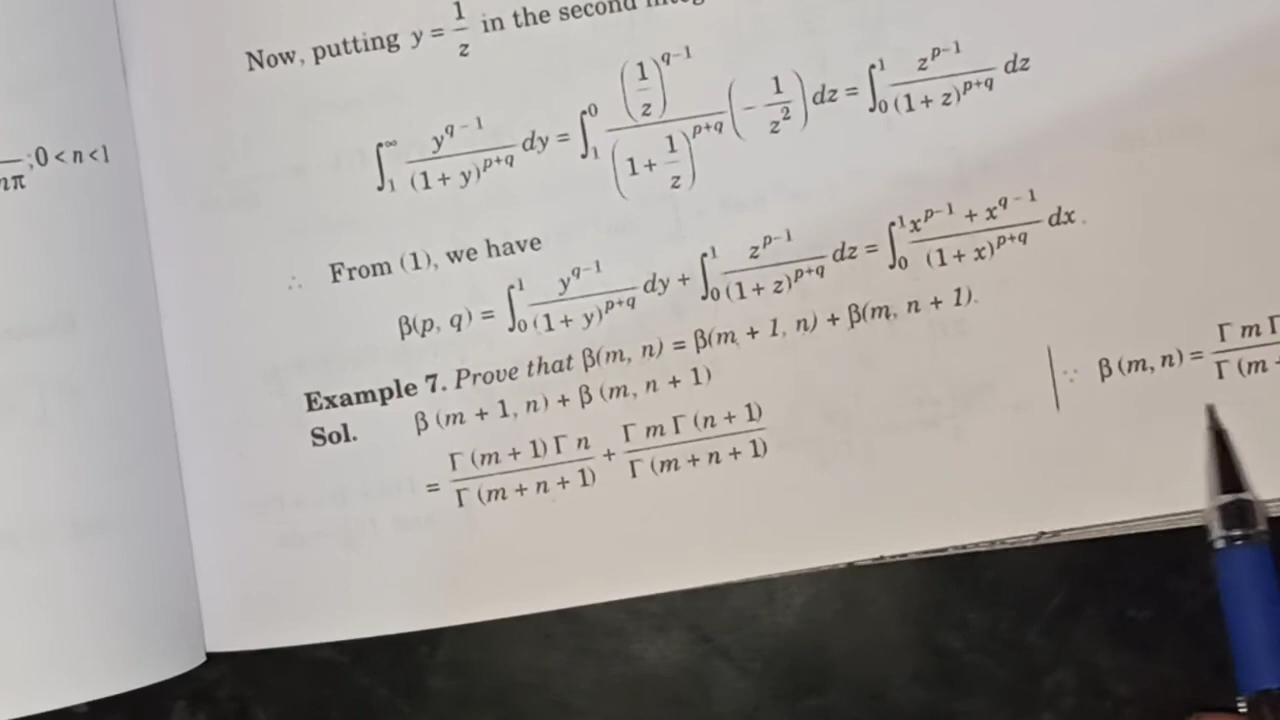 ; 0 < n < 1
nπ
Now, putting y = 1/z in the second
∫₁^∞ y^(q – 1)/(1 + y)^(p+q) dy = ∫₁⁰ (1/z)^(q–1)/(1 + 1/z)^(p+q) (– 1/z²) dz = ∫₀¹ z^(p–1)/(1 + z)^(p+q) dz
∴ From (1), we have
β(p, q) = ∫₀¹ y^(q–1)/(1 + y)^(p+q) dy + ∫₀¹ z^(p–1)/(1 + z)^(p+q) dz = ∫₀¹ x^(p–1) + x^(q – 1)/(1 + x)^(p+q) dx.
Example 7. Prove that β(m, n) = β(m + 1, n) + β(m, n + 1).
Sol. β (m + 1, n) + β (m, n + 1)
= Γ (m + 1) Γ n/Γ (m + n + 1) + Γ m Γ (n + 1)/Γ (m + n + 1) | ∵ β (m, n) = Γ m Γ/Γ (m +